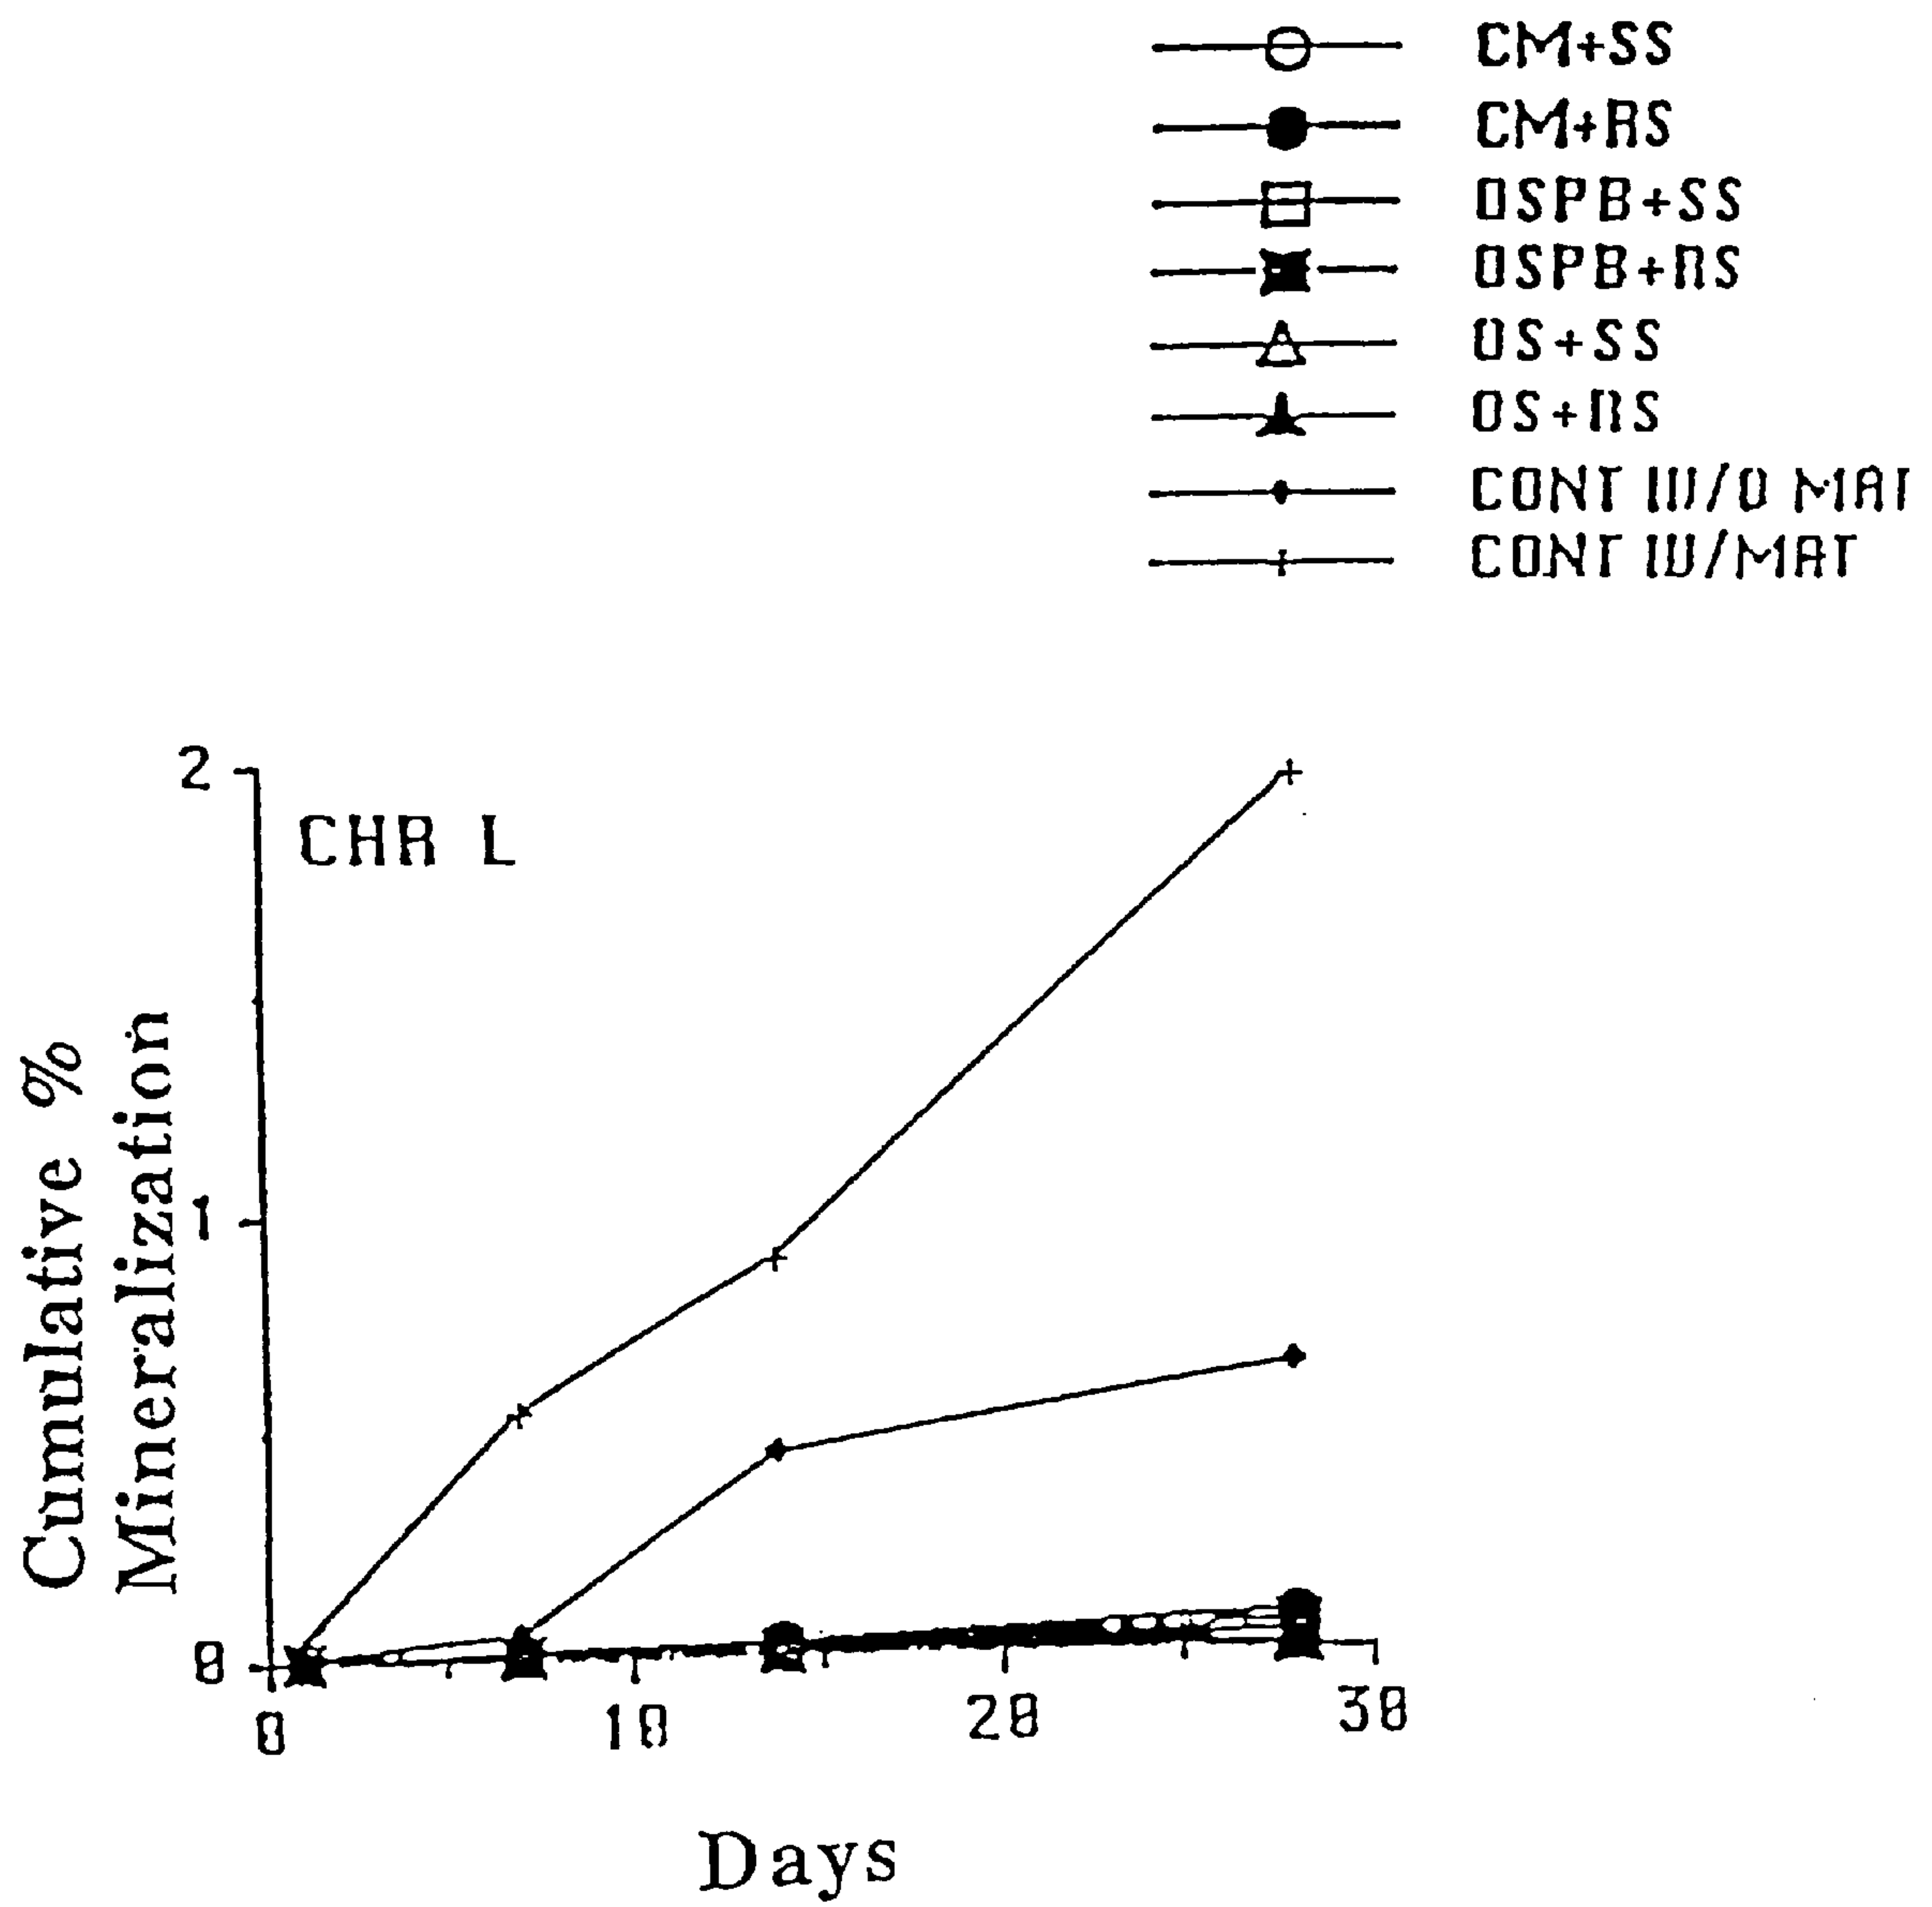 CM+SS
CM+RS
OSPB+SS
OSPB+RS
OS+SS
OS+RS
CONT W/O MAT
CONT W/MAT
2
CHR L
1
0
0 10 20 30
Cumulative %
Mineralization
Days